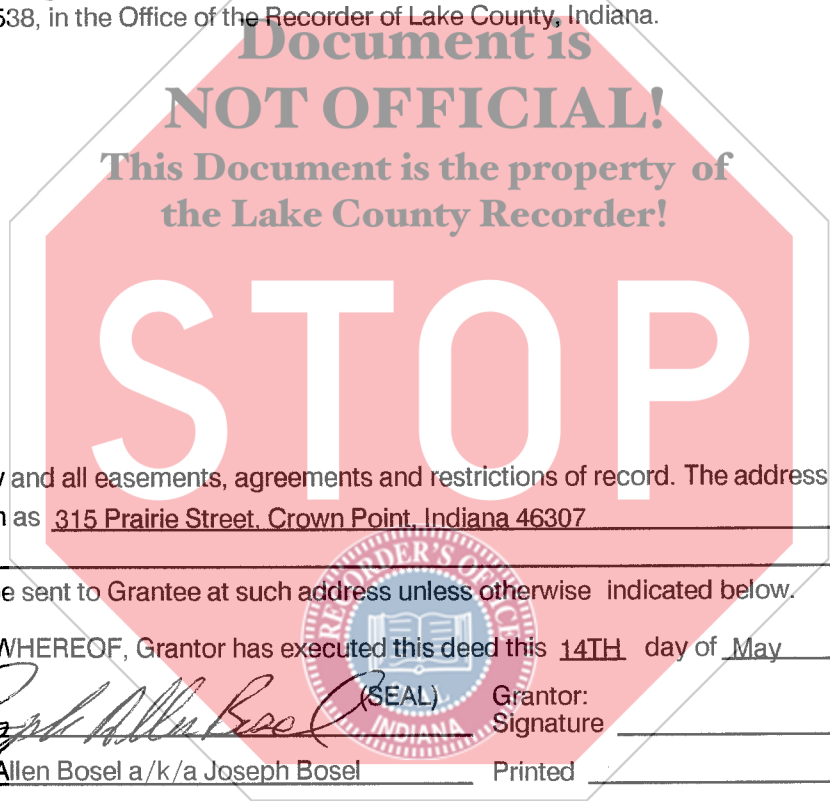 538, in the Office of the Recorder of Lake County, Indiana.
Document is
NOT OFFICIAL!
This Document is the property of
the Lake County Recorder!
STOP
and all easements, agreements and restrictions of record. The address
as 315 Prairie Street, Crown Point, Indiana 46307
RECORDER'S OFFICE
e sent to Grantee at such address unless otherwise indicated below.
WHEREOF, Grantor has executed this deed this 14TH day of May
(SEAL) Grantor:
Allen Bosel Signature
INDIANA
Allen Bosel a/k/a Joseph Bosel Printed